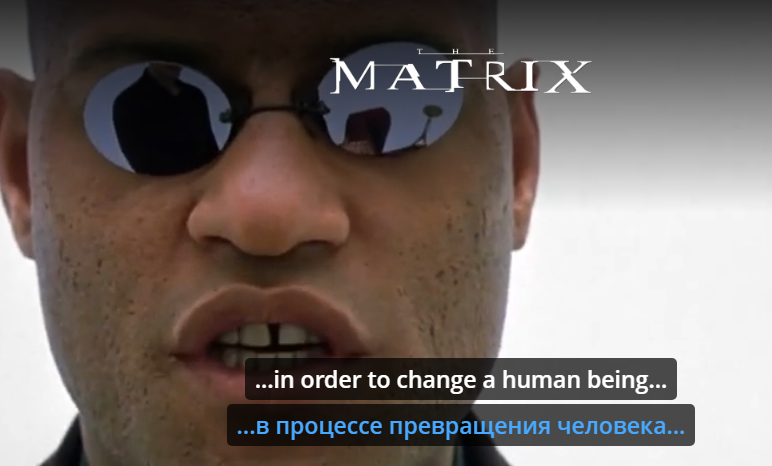 THE
MATRIX
...in order to change a human being...
...в процессе превращения человека...